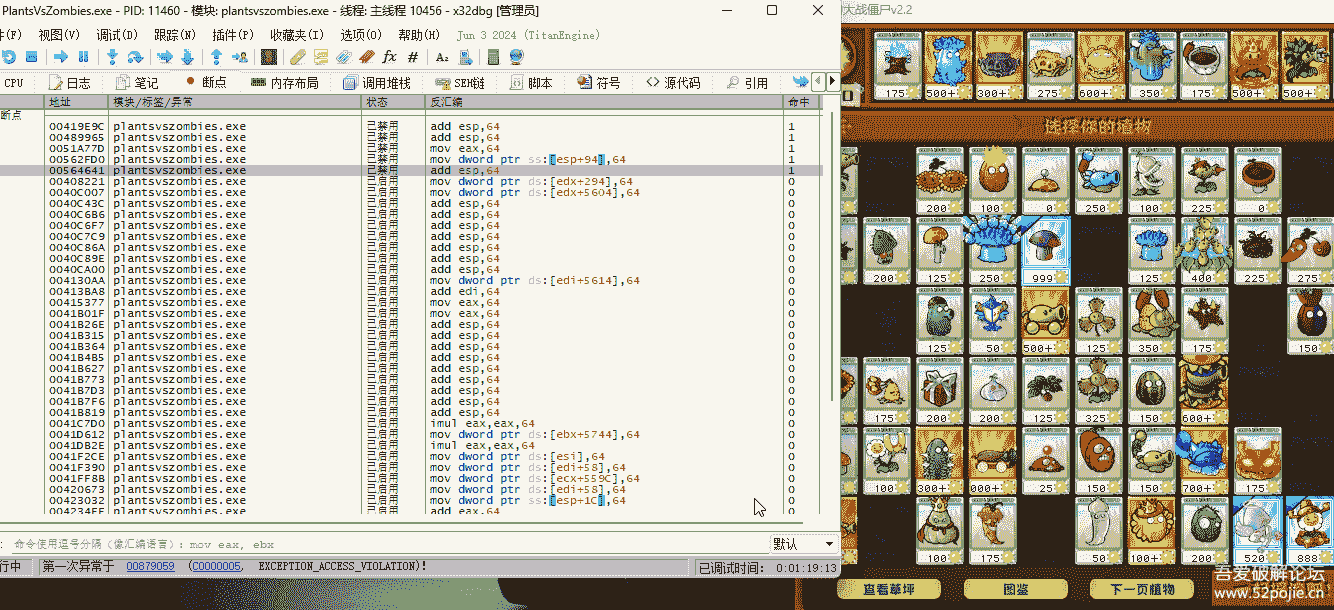 PlantsVsZombies.exe - PID: 11460 - 模块: plantsvszombies.exe - 线程: 主线程 10456 - x32dbg [管理员]
大战僵尸v2.2
视图(V) 调试(D) 跟踪(N) 插件(P) 收藏夹(I) 选项(O) 帮助(H) Jun 3 2024 (TitanEngine)
CPU 日志 笔记 断点 内存布局 调用堆栈 SEH链 脚本 符号 源代码 引用
地址 模块/标签/异常 状态 反汇编 命中
断点
00419E9C plantsvszombies.exe 已禁用 add esp,64 1
00489965 plantsvszombies.exe 已禁用 add esp,64 1
0051A77D plantsvszombies.exe 已禁用 mov eax,64 1
00562FD0 plantsvszombies.exe 已禁用 mov dword ptr ss:[esp+94],64 1
00564641 plantsvszombies.exe 已禁用 add esp,64 1
00408221 plantsvszombies.exe 已启用 mov dword ptr ds:[edx+294],64 0
0040C007 plantsvszombies.exe 已启用 mov dword ptr ds:[edx+5604],64 0
0040C43C plantsvszombies.exe 已启用 add esp,64 0
0040C6B6 plantsvszombies.exe 已启用 add esp,64 0
0040C6F7 plantsvszombies.exe 已启用 add esp,64 0
0040C7C9 plantsvszombies.exe 已启用 add esp,64 0
0040C86A plantsvszombies.exe 已启用 add esp,64 0
0040C89E plantsvszombies.exe 已启用 add esp,64 0
0040CA00 plantsvszombies.exe 已启用 add esp,64 0
004130AA plantsvszombies.exe 已启用 mov dword ptr ds:[edi+5614],64 0
00413BA8 plantsvszombies.exe 已启用 add edi,64 0
00415377 plantsvszombies.exe 已启用 mov eax,64 0
0041B01F plantsvszombies.exe 已启用 mov eax,64 0
0041B26E plantsvszombies.exe 已启用 add esp,64 0
0041B315 plantsvszombies.exe 已启用 add esp,64 0
0041B364 plantsvszombies.exe 已启用 add esp,64 0
0041B4B5 plantsvszombies.exe 已启用 add esp,64 0
0041B627 plantsvszombies.exe 已启用 add esp,64 0
0041B773 plantsvszombies.exe 已启用 add esp,64 0
0041B7D3 plantsvszombies.exe 已启用 add esp,64 0
0041B7F6 plantsvszombies.exe 已启用 add esp,64 0
0041B819 plantsvszombies.exe 已启用 add esp,64 0
0041C7D0 plantsvszombies.exe 已启用 imul eax,eax,64 0
0041D612 plantsvszombies.exe 已启用 mov dword ptr ds:[ebx+5744],64 0
0041DB2E plantsvszombies.exe 已启用 imul eax,eax,64 0
0041F2CE plantsvszombies.exe 已启用 mov dword ptr ds:[esi],64 0
0041F390 plantsvszombies.exe 已启用 mov dword ptr ds:[edi+58],64 0
0041FF8B plantsvszombies.exe 已启用 mov dword ptr ds:[ecx+559C],64 0
00420673 plantsvszombies.exe 已启用 mov dword ptr ds:[edi+58],64 0
00423032 plantsvszombies.exe 已启用 mov dword ptr ss:[esp+1C],64 0
004234FF plantsvszombies.exe 已启用 add eax,64 0
命令使用逗号分隔（像汇编语言）: mov eax, ebx
默认
行中 第一次异常于 00879059 (C0000005, EXCEPTION_ACCESS_VIOLATION)!
已调试时间: 0:01:19:13
175 500+ 300+ 275 600+ 350 175 500+ 500+
选择你的植物
200 100 0 250 100 225 0
200 125 250 999 125 400 225 275
125 50 500+ 125 350 175 150
175 200 200 125 325 150 600+
100 300+ 000+ 25 150 150 700+ 175
100 175 50 100+ 200 520 888
查看草坪 图鉴 下一页植物
吾爱破解论坛
www.52pojie.cn